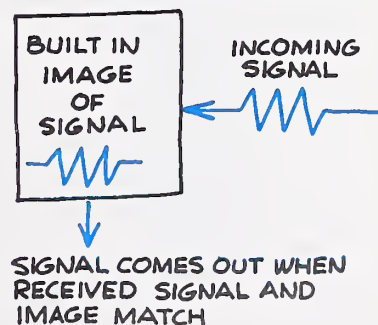 BUILT IN
IMAGE
OF
SIGNAL
INCOMING
SIGNAL
SIGNAL COMES OUT WHEN
RECEIVED SIGNAL AND
IMAGE MATCH